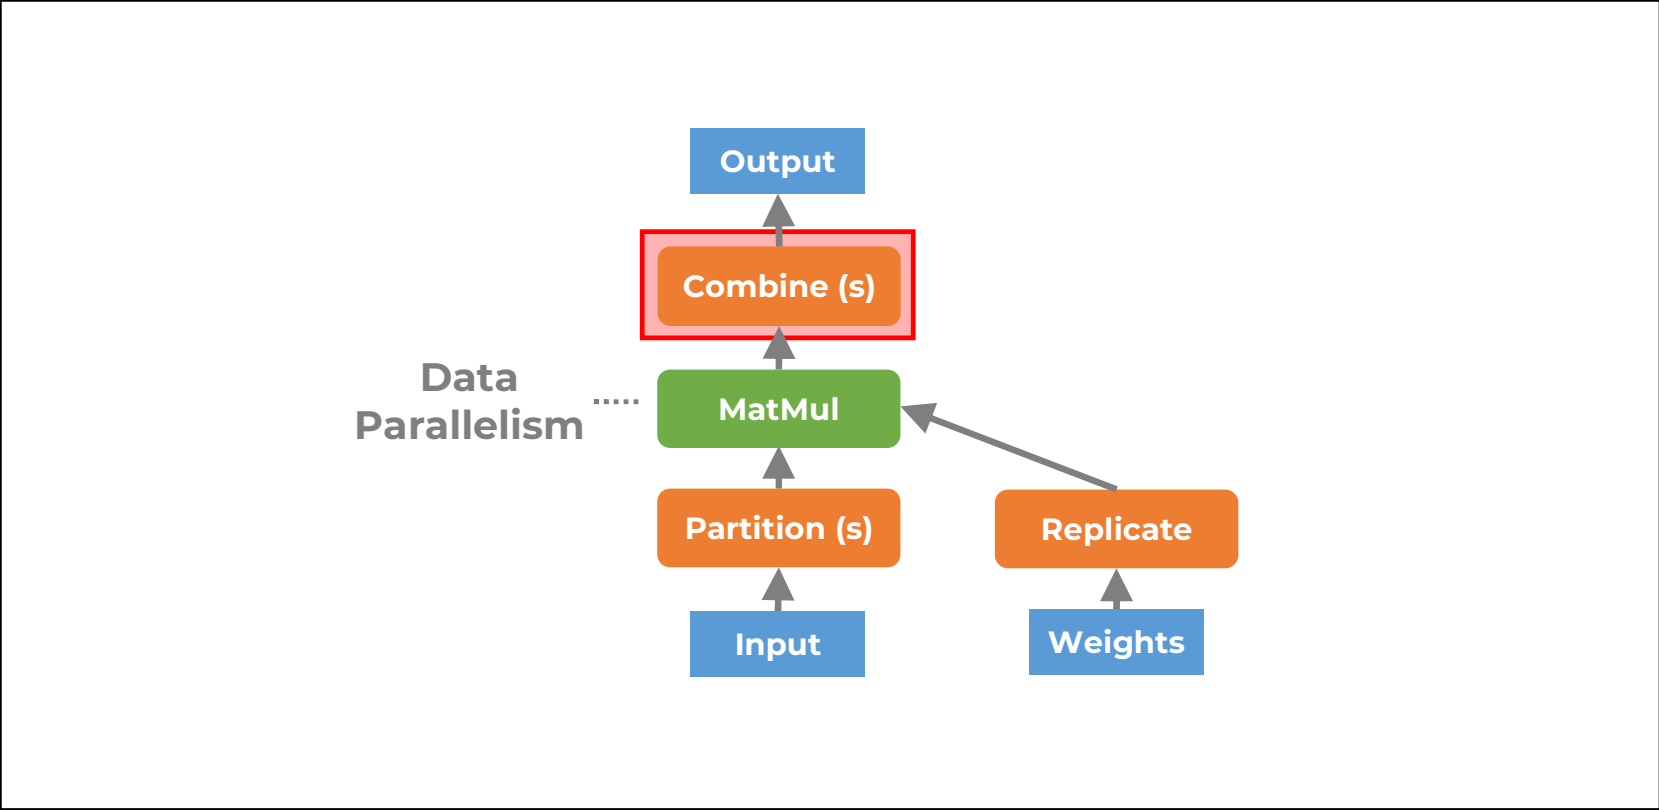 Output
Combine (s)
Data
Parallelism
MatMul
Partition (s)
Replicate
Input
Weights